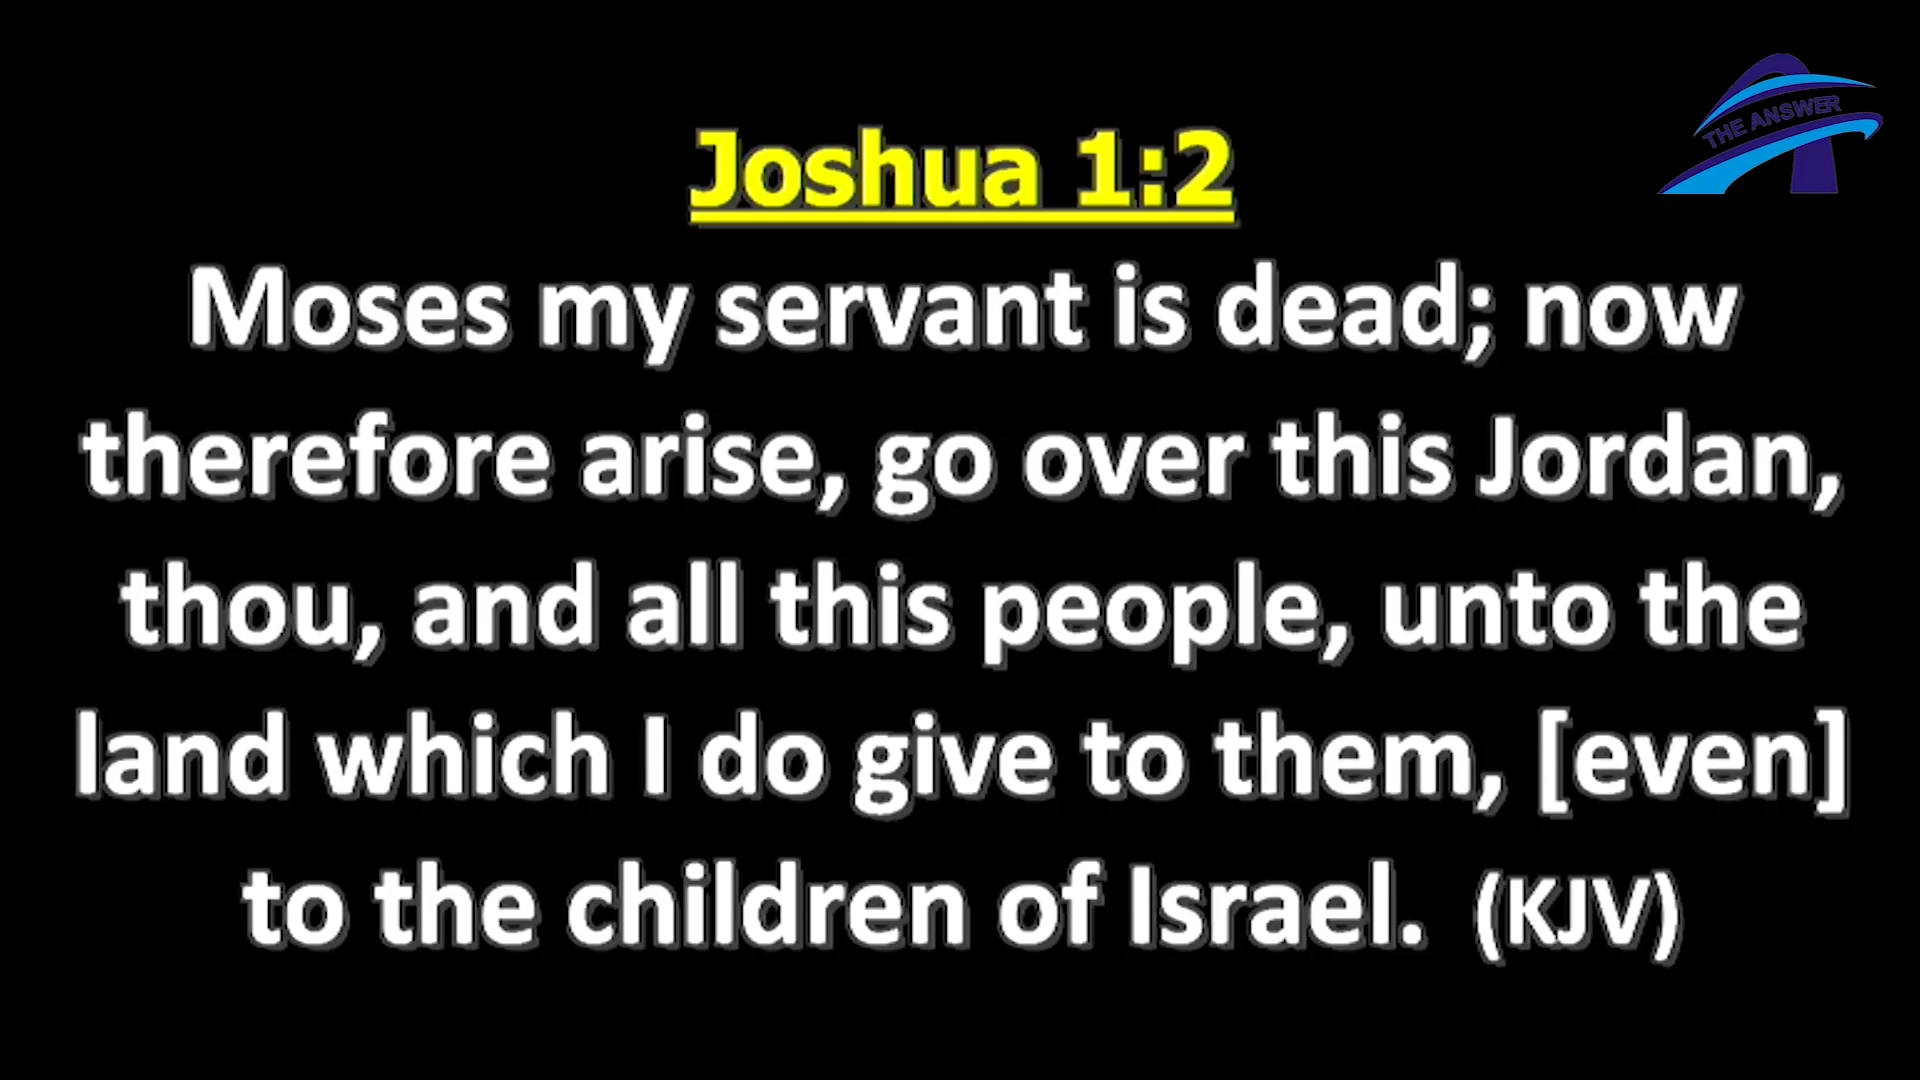 THE ANSWER
Joshua 1:2
Moses my servant is dead; now
therefore arise, go over this Jordan,
thou, and all this people, unto the
land which I do give to them, [even]
to the children of Israel. (KJV)